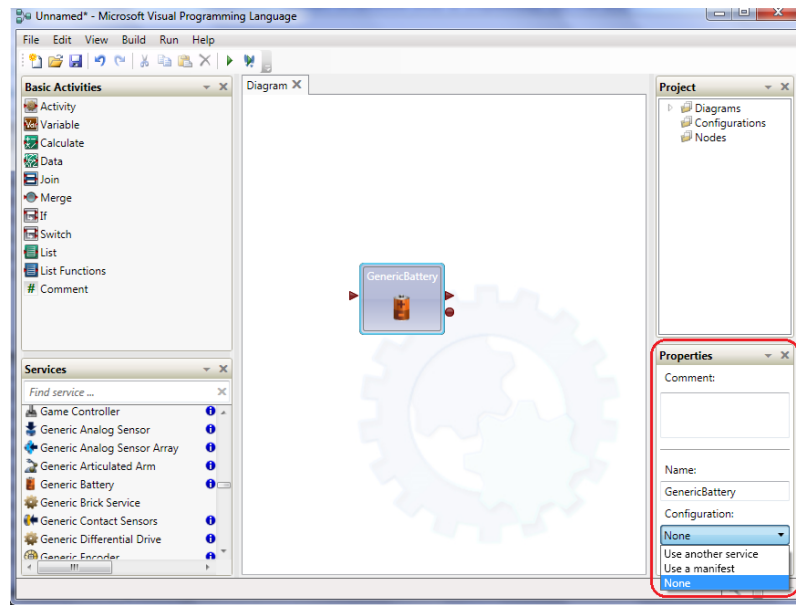 Unnamed* - Microsoft Visual Programming Language
File Edit View Build Run Help
Basic Activities
Activity
Variable
Calculate
Data
Join
Merge
If
Switch
List
List Functions
# Comment
Services
Find service ...
Game Controller
Generic Analog Sensor
Generic Analog Sensor Array
Generic Articulated Arm
Generic Battery
Generic Brick Service
Generic Contact Sensors
Generic Differential Drive
Generic Encoder
Diagram
GenericBattery
Project
Diagrams
Configurations
Nodes
Properties
Comment:
Name:
GenericBattery
Configuration:
None
Use another service
Use a manifest
None